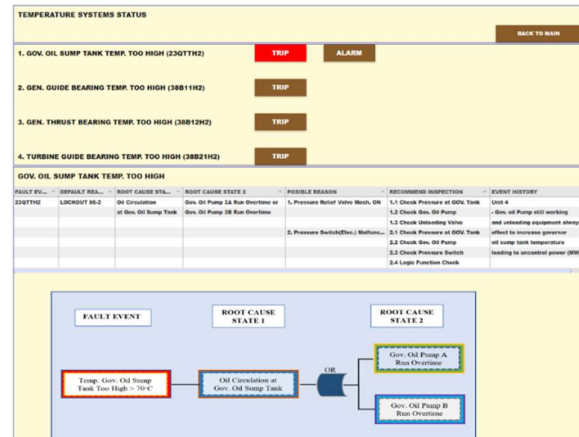 TEMPERATURE SYSTEMS STATUS
BACK TO MAIN
1. GOV. OIL SUMP TANK TEMP. TOO HIGH (23QTTH2) TRIP ALARM
2. GEN. GUIDE BEARING TEMP. TOO HIGH (38B11H2) TRIP
3. GEN. THRUST BEARING TEMP. TOO HIGH (38B12H2) TRIP
4. TURBINE GUIDE BEARING TEMP. TOO HIGH (38B21H2) TRIP
GOV. OIL SUMP TANK TEMP. TOO HIGH
FAULT EV... DEFAULT REA... ROOT CAUSE STA... ROOT CAUSE STATE 2 POSIBLE REASON RECOMMEND INSPECTION EVENT HISTORY
23QTTH2 LOCKOUT 86-2 Oil Circulation Gov. Oil Pump 3A Run Overtime or 1. Pressure Relief Valve Mech. ON 1.1 Check Pressure at GOV. Tank Unit 4
at Gov. Oil Sump Tank Gov. Oil Pump 3B Run Overtime 1.2 Check Gov. Oil Pump - Gov. oil Pump still working
1.3 Check Unloading Valve and unloading equipment
2. Pressure Switch(Elec.) Malfunc... 2.1 Check Pressure at GOV. Tank effect to increase governor
2.2 Check Gov. Oil Pump oil sump tank temperature
2.3 Check Pressure Switch leading to uncontrol power (MW
2.4 Logic Function Check
FAULT EVENT
ROOT CAUSE
STATE 1
ROOT CAUSE
STATE 2
Temp. Gov. Oil Sump
Tank Too High > 70°C
Oil Circulation at
Gov. Oil Sump Tank
OR
Gov. Oil Pump A
Run Overtime
Gov. Oil Pump B
Run Overtime